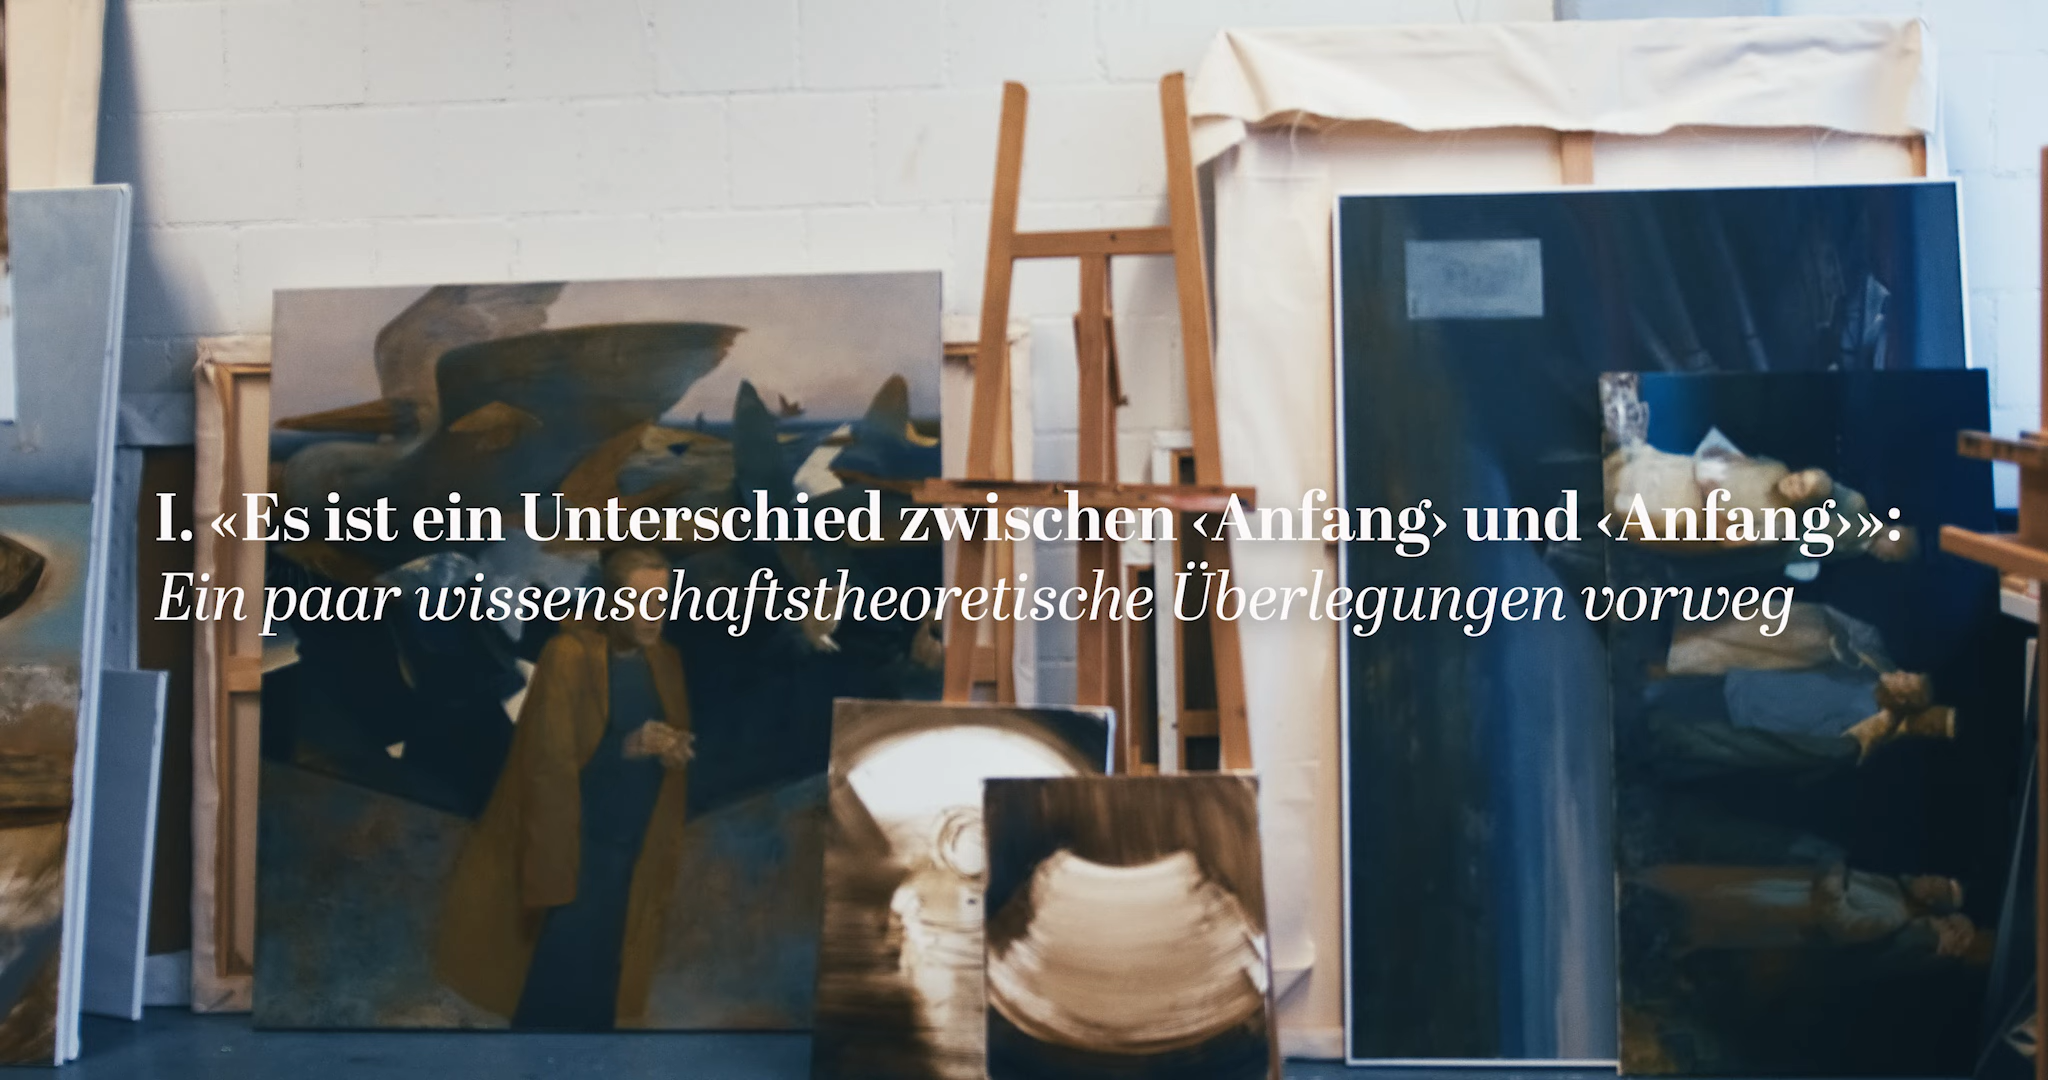 I. «Es ist ein Unterschied zwischen ‹Anfang› und ‹Anfang›»:
Ein paar wissenschaftstheoretische Überlegungen vorweg